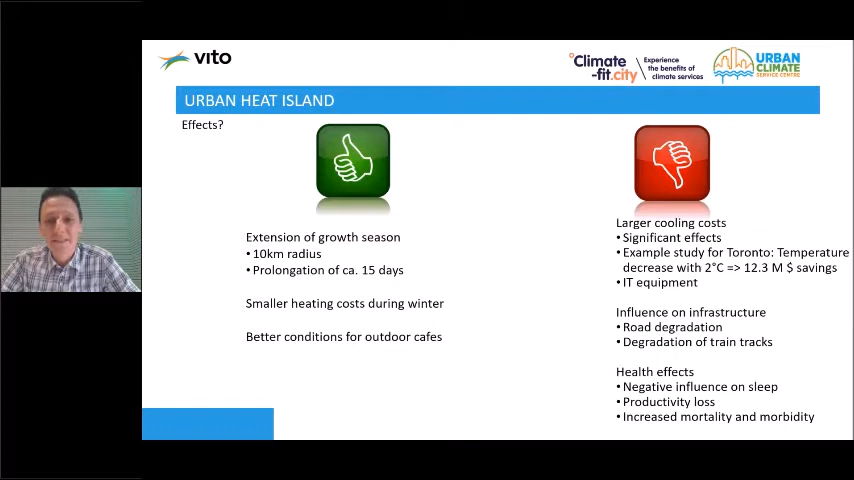 vito
Climate
-fit.city
Experience
the benefits of
climate services
URBAN
CLIMATE
SERVICE CENTRE
URBAN HEAT ISLAND
Effects?
Extension of growth season
• 10km radius
• Prolongation of ca. 15 days
Smaller heating costs during winter
Better conditions for outdoor cafes
Larger cooling costs
• Significant effects
• Example study for Toronto: Temperature
decrease with 2°C => 12.3 M $ savings
• IT equipment
Influence on infrastructure
• Road degradation
• Degradation of train tracks
Health effects
• Negative influence on sleep
• Productivity loss
• Increased mortality and morbidity